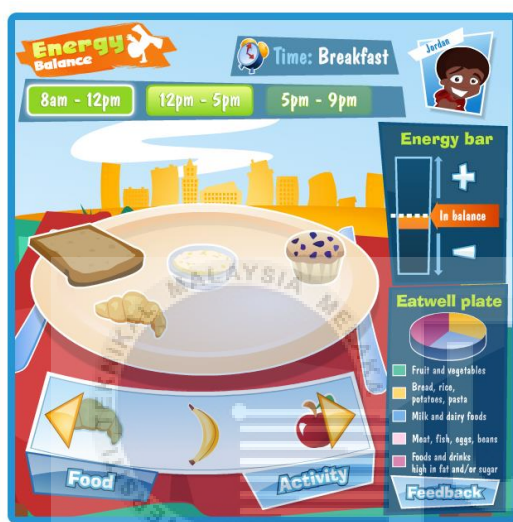 Energy
Balance
Time: Breakfast
Jordan
8am - 12pm
12pm - 5pm
5pm - 9pm
Energy bar
In balance
Eatwell plate
Fruit and vegetables
Bread, rice,
potatoes, pasta
Milk and dairy foods
Meat, fish, eggs, beans
Foods and drinks
high in fat and/or sugar
Food
Activity
Feedback
MALAYSIA